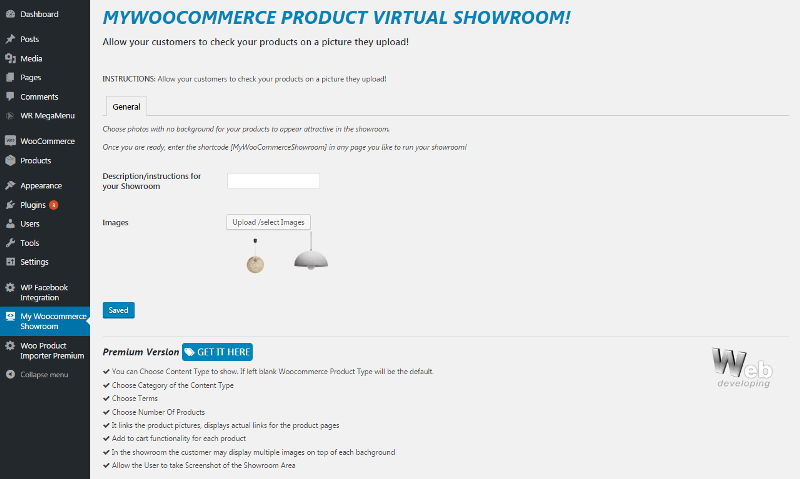 Dashboard
Posts
Media
Pages
Comments
WR MegaMenu
WooCommerce
Products
Appearance
Plugins
Users
Tools
Settings
WP Facebook
Integration
My Woocommerce
Showroom
Woo Product
Importer Premium
Collapse menu
MYWOOCOMMERCE PRODUCT VIRTUAL SHOWROOM!
Allow your customers to check your products on a picture they upload!
INSTRUCTIONS: Allow your customers to check your products on a picture they upload!
General
Choose photos with no background for your products to appear attractive in the showroom.
Once you are ready, enter the shortcode [MyWooCommerceShowroom] in any page you like to run your showroom!
Description/instructions for
your Showroom
Images
Upload /select Images
Saved
Premium Version GET IT HERE
You can Choose Content Type to show. If left blank Woocommerce Product Type will be the default.
Choose Category of the Content Type
Choose Terms
Choose Number Of Products
It links the product pictures, displays actual links for the product pages
Add to cart functionality for each product
In the showroom the customer may display multiple images on top of each background
Allow the User to take Screenshot of the Showroom Area
Web
developing